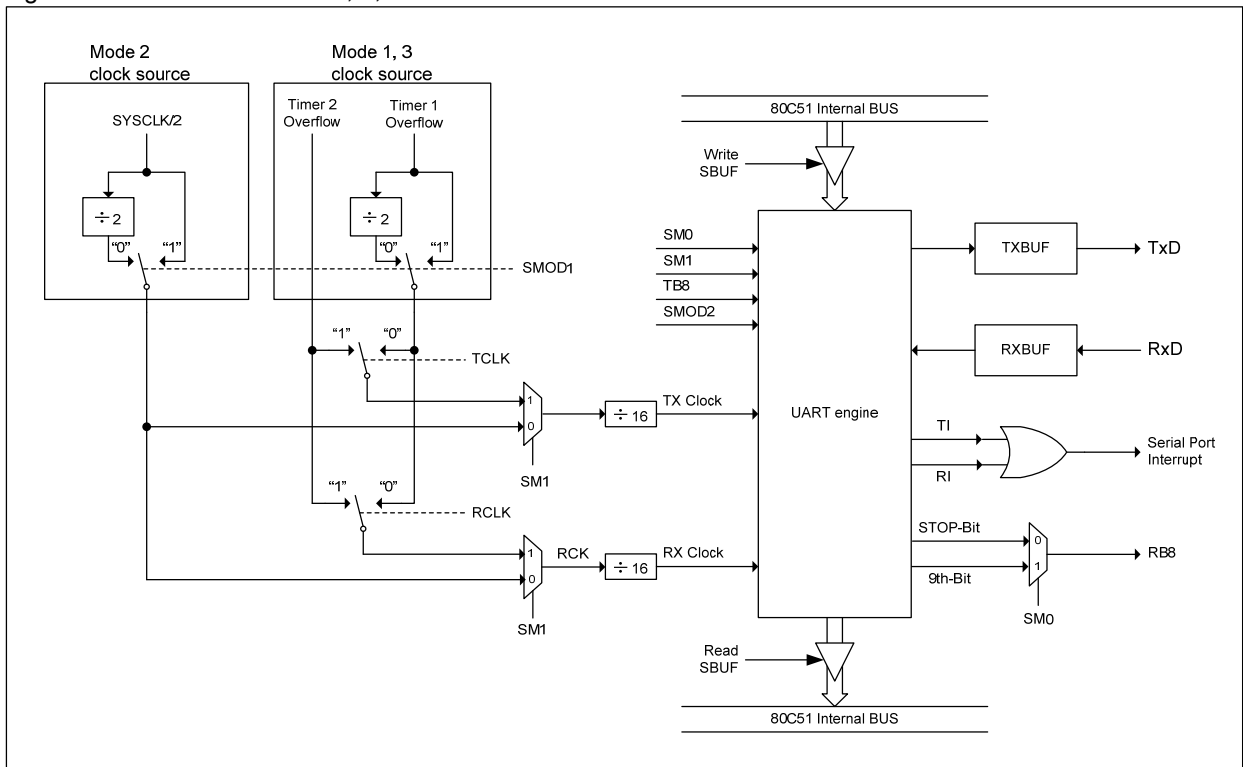 Mode 2
clock source
Mode 1, 3
clock source
SYSCLK/2
Timer 2
Overflow
Timer 1
Overflow
÷ 2
"0"
"1"
÷ 2
"0"
"1"
SMOD1
"1"
"0"
TCLK
1
0
SM1
÷ 16
TX Clock
"1"
"0"
RCLK
1
0
SM1
RCK
÷ 16
RX Clock
80C51 Internal BUS
Write
SBUF
SM0
SM1
TB8
SMOD2
UART engine
TXBUF
TxD
RXBUF
RxD
TI
RI
Serial Port
Interrupt
STOP-Bit
9th-Bit
0
1
SM0
RB8
Read
SBUF
80C51 Internal BUS